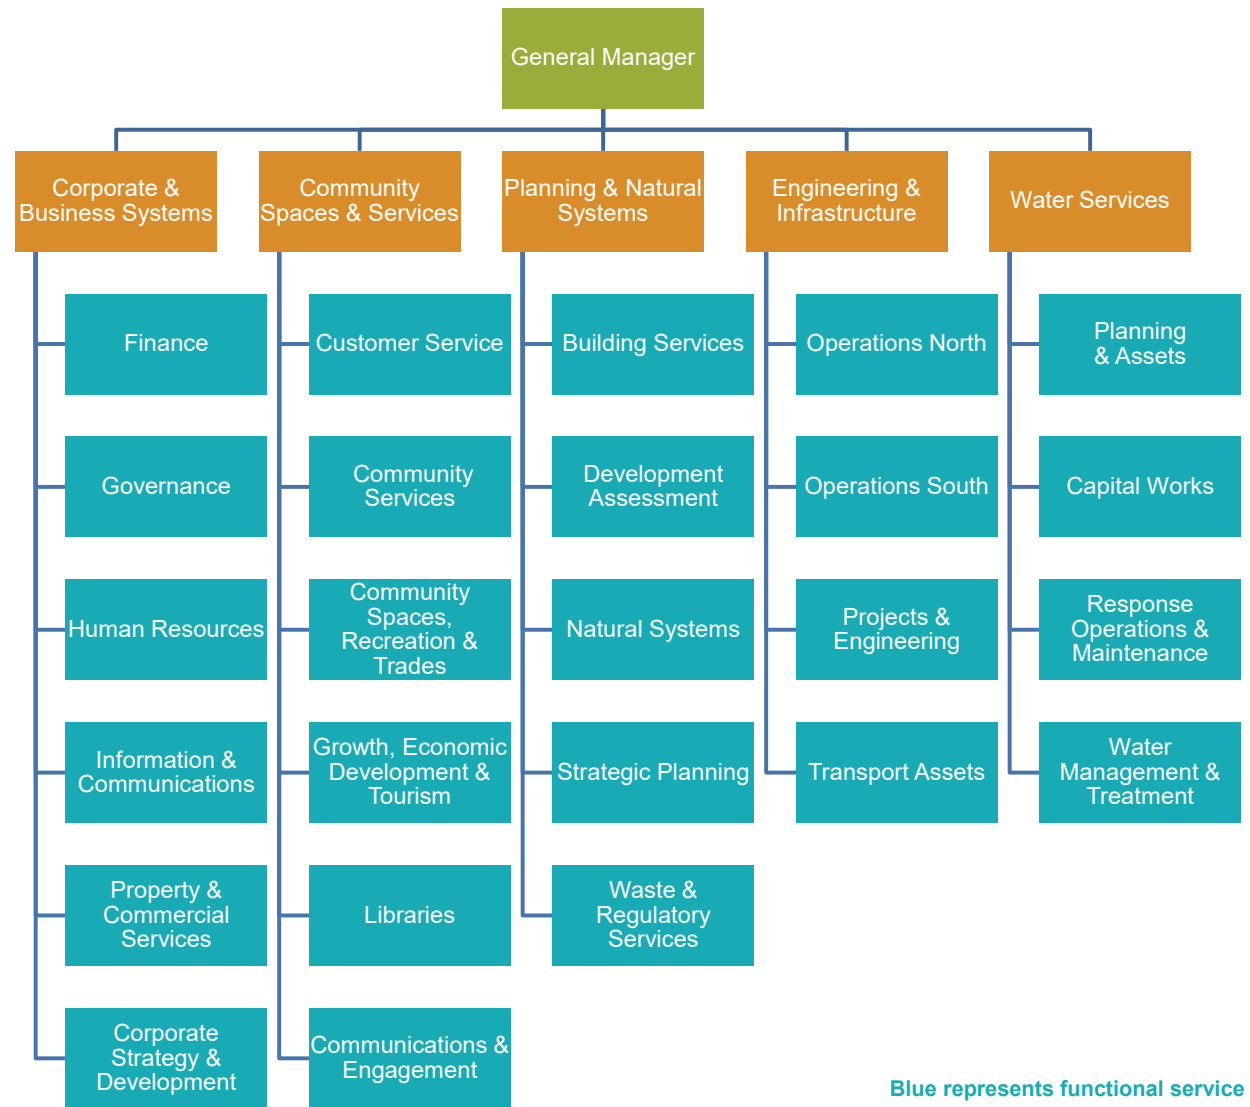 General Manager
Corporate &
Business Systems
Community
Spaces & Services
Planning & Natural
Systems
Engineering &
Infrastructure
Water Services
Finance
Customer Service
Building Services
Operations North
Planning
& Assets
Governance
Community
Services
Development
Assessment
Operations South
Capital Works
Human Resources
Community
Spaces,
Recreation &
Trades
Natural Systems
Projects &
Engineering
Response
Operations &
Maintenance
Information &
Communications
Growth, Economic
Development &
Tourism
Strategic Planning
Transport Assets
Water
Management &
Treatment
Property &
Commercial
Services
Libraries
Waste &
Regulatory
Services
Corporate
Strategy &
Development
Communications &
Engagement
Blue represents functional service